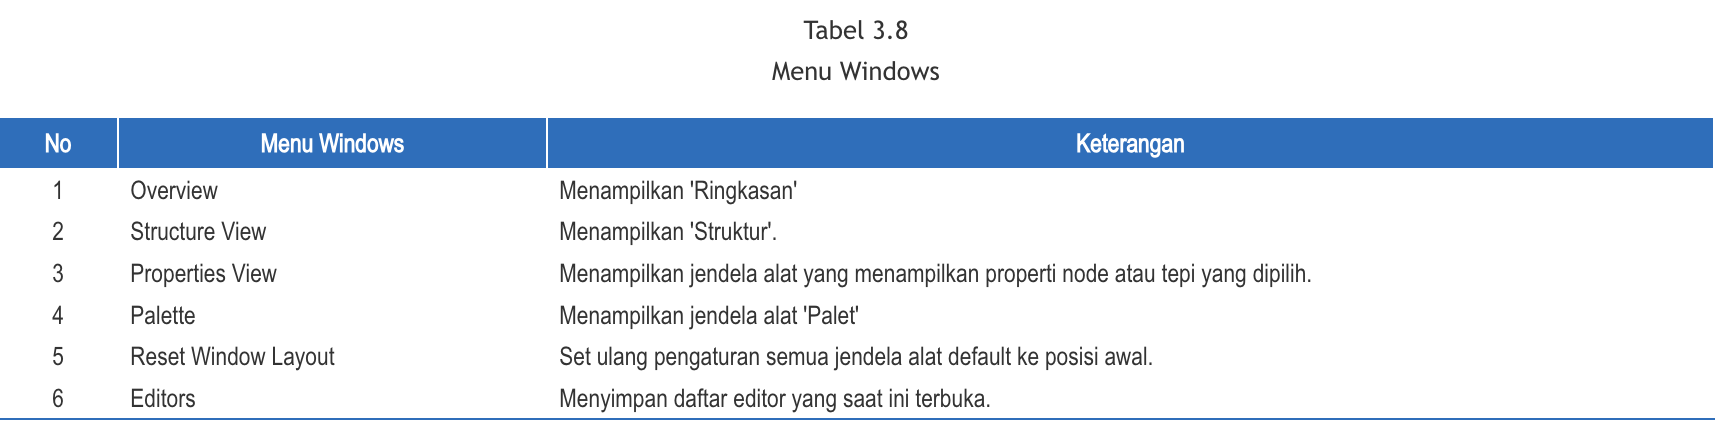 Tabel 3.8
Menu Windows
No Menu Windows Keterangan
1 Overview Menampilkan 'Ringkasan'
2 Structure View Menampilkan 'Struktur'.
3 Properties View Menampilkan jendela alat yang menampilkan properti node atau tepi yang dipilih.
4 Palette Menampilkan jendela alat 'Palet'
5 Reset Window Layout Set ulang pengaturan semua jendela alat default ke posisi awal.
6 Editors Menyimpan daftar editor yang saat ini terbuka.